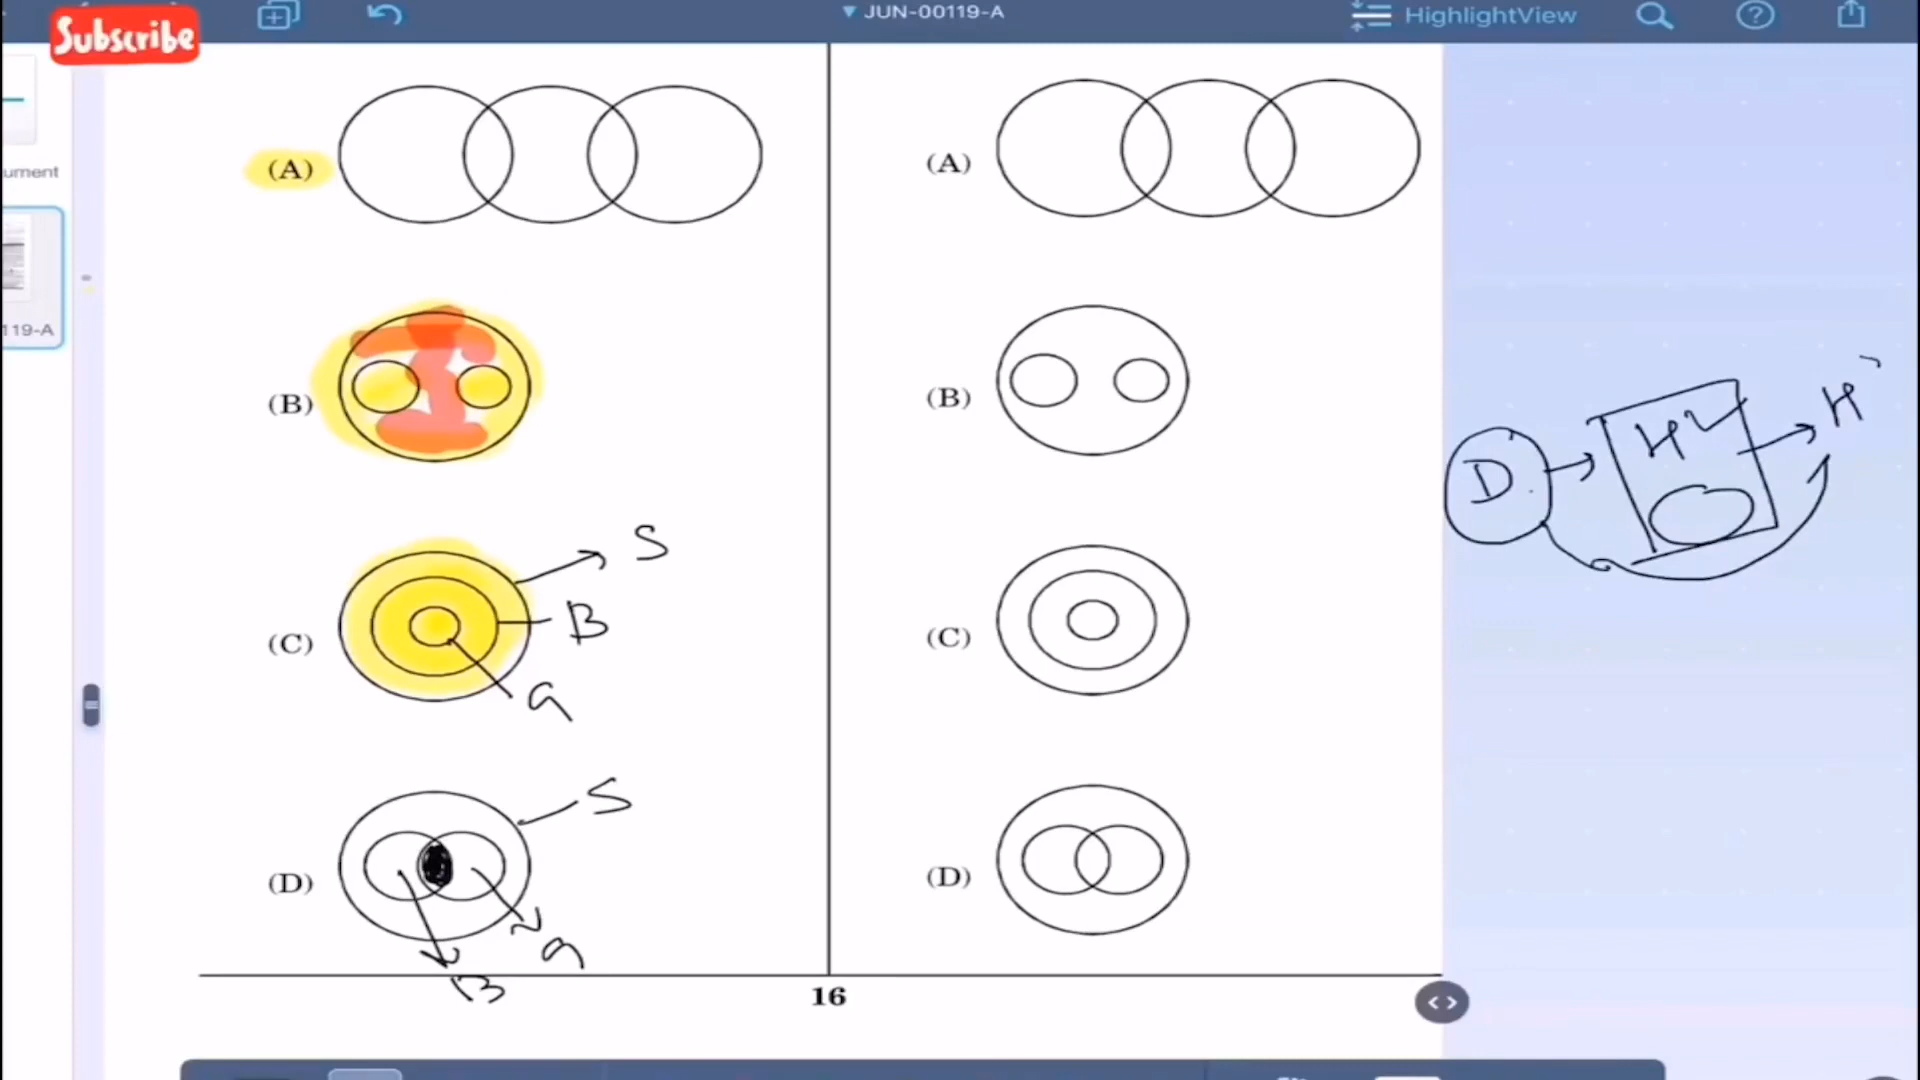 Subscribe
JUN-00119-A
HighlightView
ument
119-A
(A)
(B)
(C)
S
B
a
(D)
S
a
B
(A)
(B)
(C)
(D)
16
D
H
H